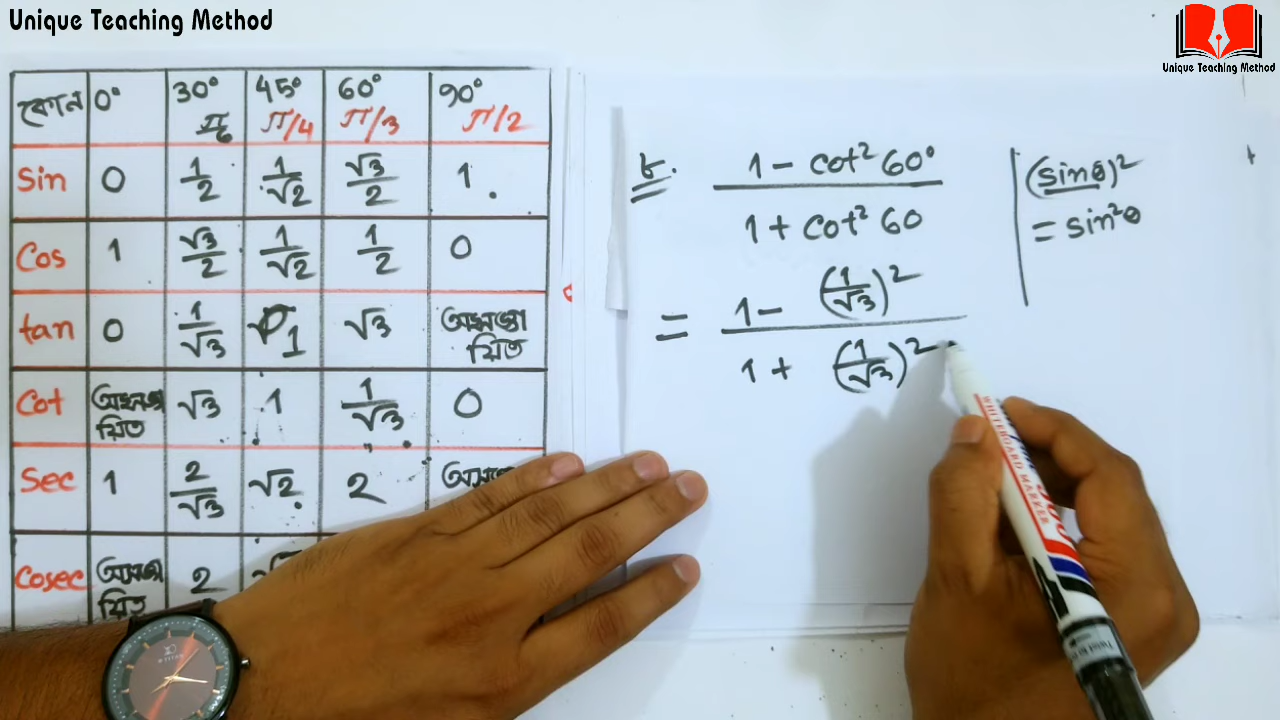 Unique Teaching Method
Unique Teaching Method
কোন 0° 30° 45° 60° 90°
π/6 π/4 π/3 π/2
Sin 0 1/2 1/√2 √3/2 1
Cos 1 √3/2 1/√2 1/2 0
tan 0 1/√3 1 √3
Cot √3 1 1/√3 0
Sec 1 2/√3 √2 2
Cosec 2
৮. 1 - cot² 60°
1 + cot² 60
= 1 - (1/√3)²
1 + (1/√3)²
(sinθ)²
= sin²θ
WHITEBOARD MARKER